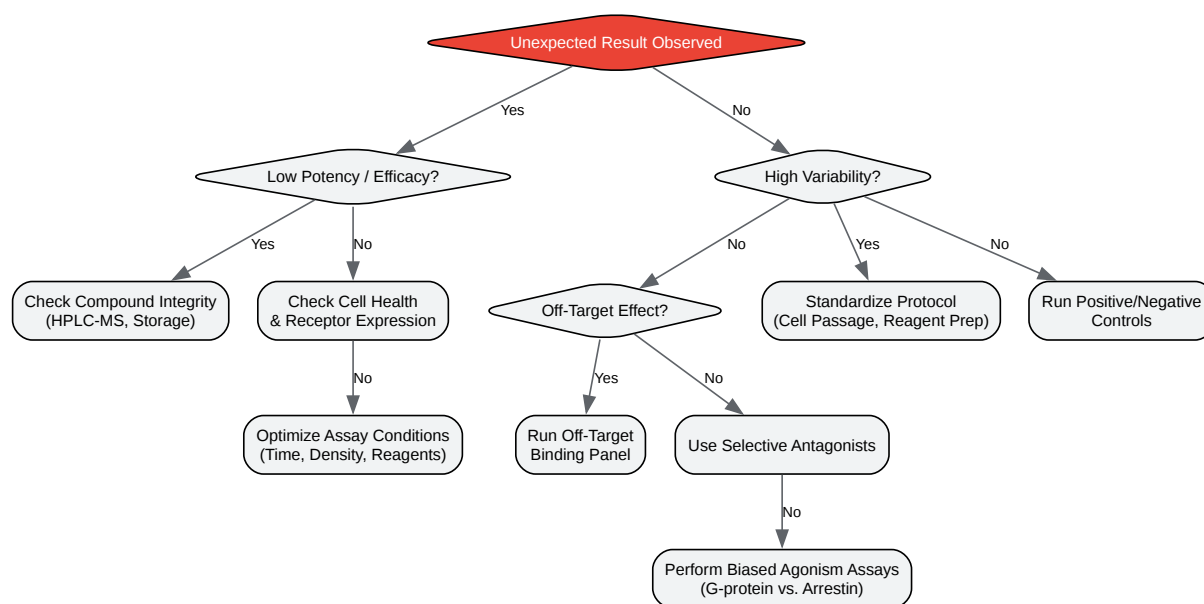 Unexpected Result Observed
Yes
No
Low Potency / Efficacy?
High Variability?
Yes
No
No
Yes
No
Check Compound Integrity
(HPLC-MS, Storage)
Check Cell Health
& Receptor Expression
Off-Target Effect?
Standardize Protocol
(Cell Passage, Reagent Prep)
Run Positive/Negative
Controls
No
Yes
No
Optimize Assay Conditions
(Time, Density, Reagents)
Run Off-Target
Binding Panel
Use Selective Antagonists
No
Perform Biased Agonism Assays
(G-protein vs. Arrestin)